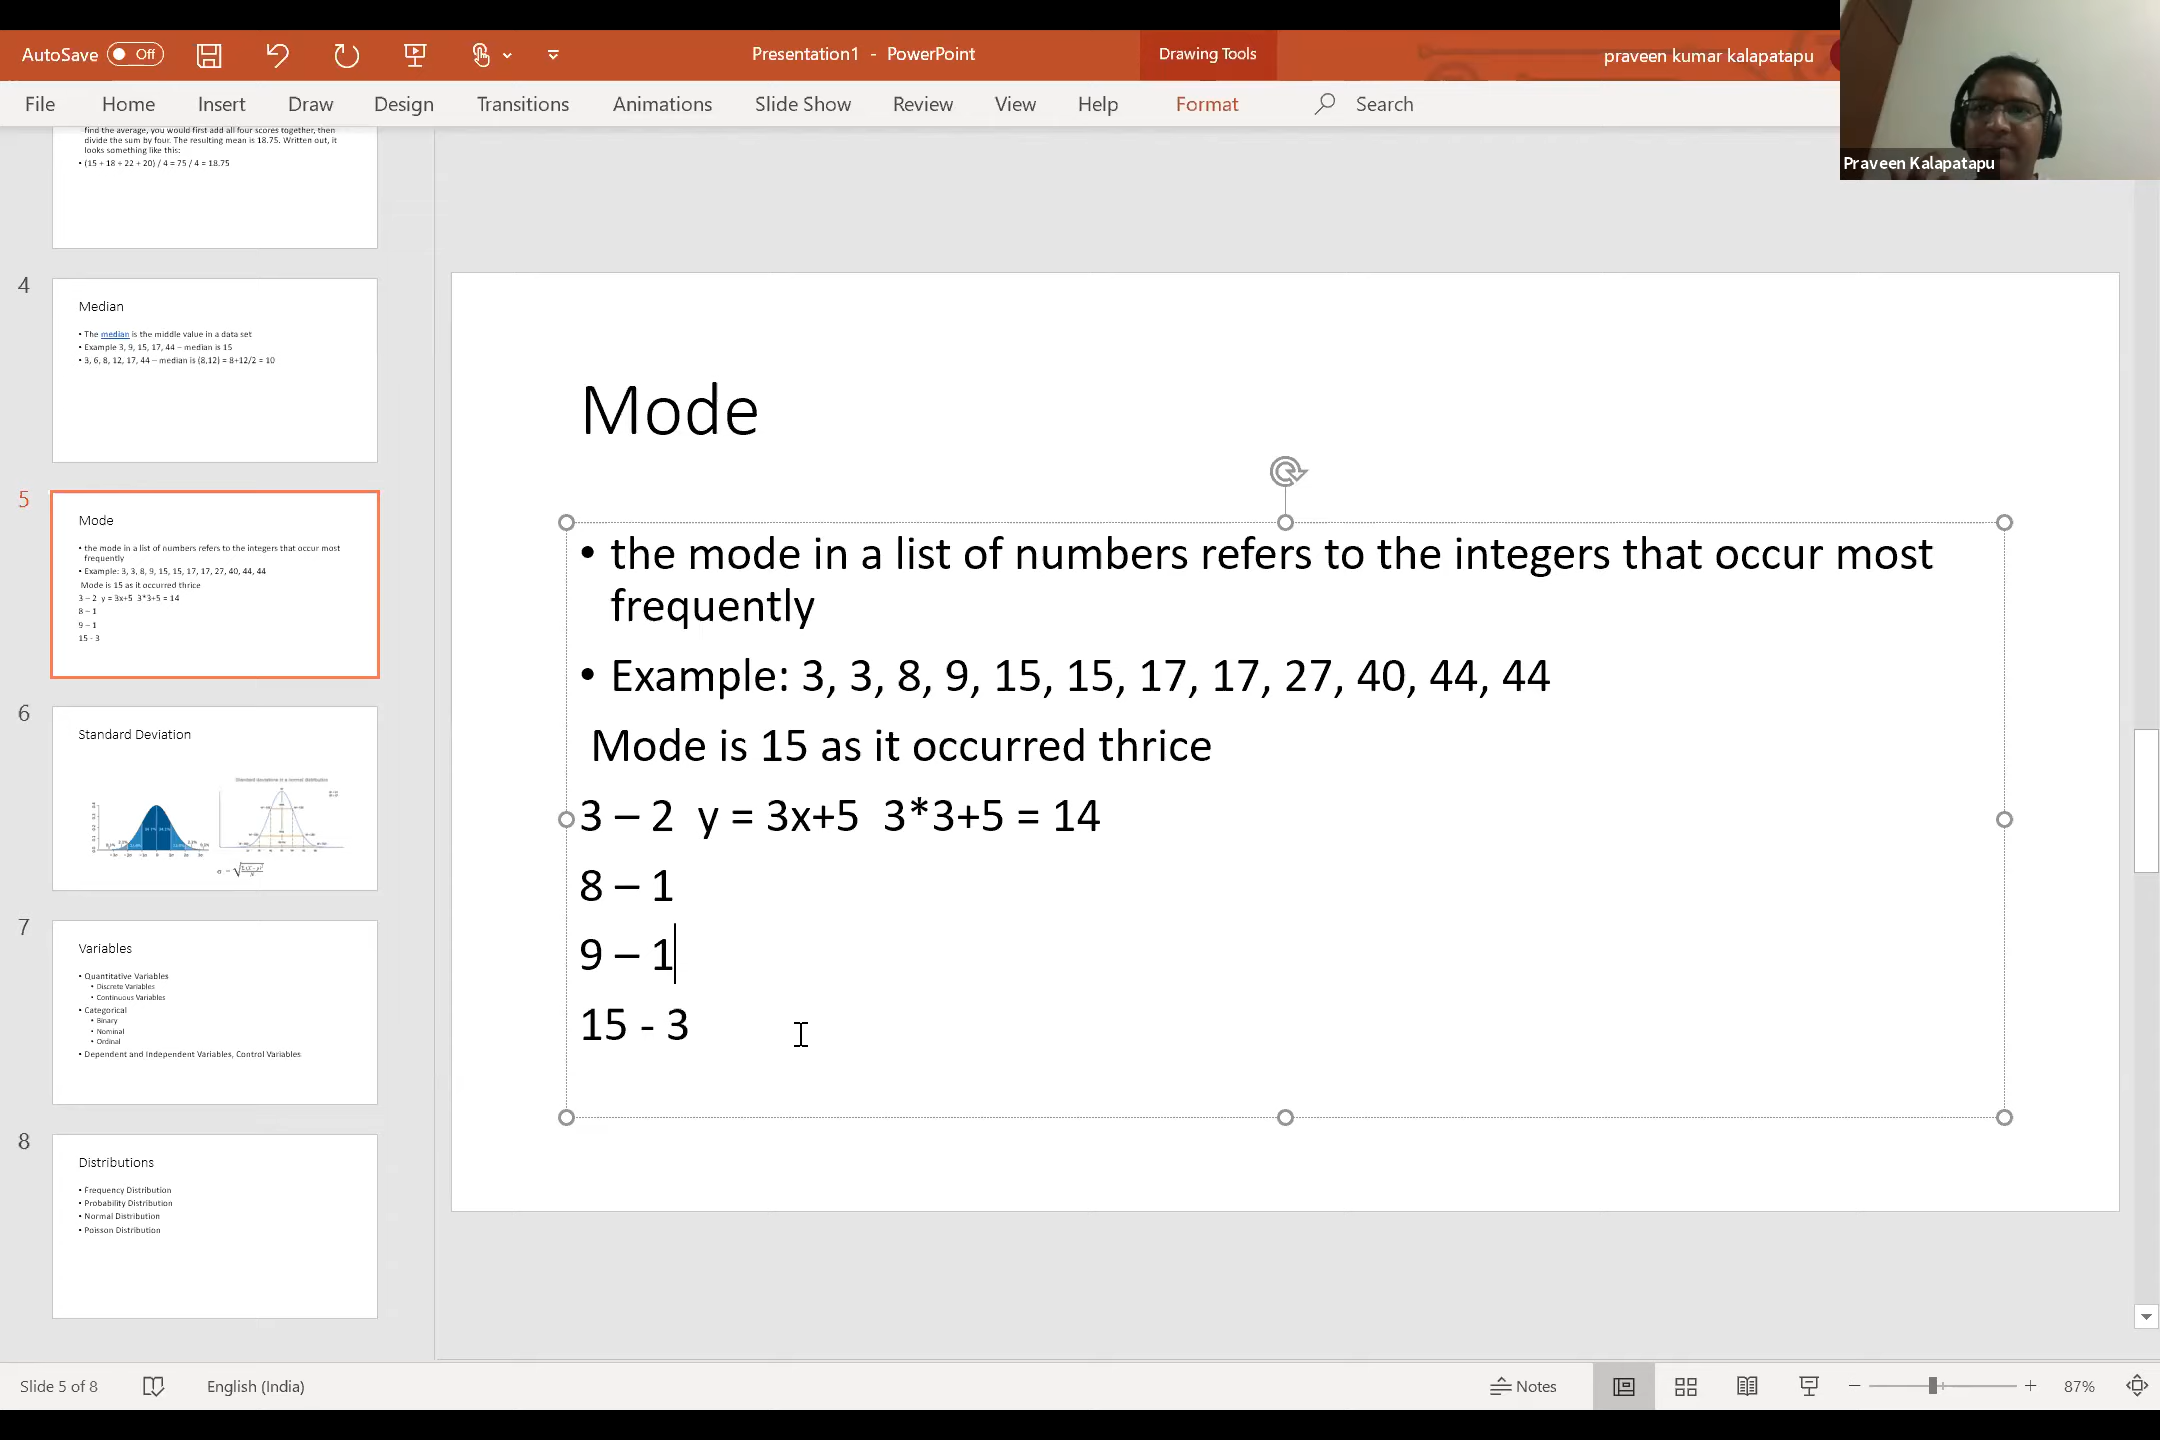 AutoSave Off Presentation1 - PowerPoint Drawing Tools praveen kumar kalapatapu
File Home Insert Draw Design Transitions Animations Slide Show Review View Help Format Search
Praveen Kalapatapu
find the average, you would first add all four scores together, then
divide the sum by four. The resulting mean is 18.75. Written out, it
looks something like this:
• (15 + 18 + 22 + 20) / 4 = 75 / 4 = 18.75
4
Median
• The median is the middle value in a data set
• Example 3, 9, 15, 17, 44 – median is 15
• 3, 6, 8, 12, 17, 44 – median is (8,12) = 8+12/2 = 10
5
Mode
• the mode in a list of numbers refers to the integers that occur most
frequently
• Example: 3, 3, 8, 9, 15, 15, 17, 17, 27, 40, 44, 44
Mode is 15 as it occurred thrice
3 – 2 y = 3x+5 3*3+5 = 14
8 – 1
9 – 1
15 - 3
6
Standard Deviation
Standard deviations in a normal distribution
7
Variables
• Quantitative Variables
• Discrete Variables
• Continuous Variables
• Categorical
• Binary
• Nominal
• Ordinal
• Dependent and Independent Variables, Control Variables
8
Distributions
• Frequency Distribution
• Probability Distribution
• Normal Distribution
• Poisson Distribution
Mode
• the mode in a list of numbers refers to the integers that occur most
frequently
• Example: 3, 3, 8, 9, 15, 15, 17, 17, 27, 40, 44, 44
Mode is 15 as it occurred thrice
3 – 2 y = 3x+5 3*3+5 = 14
8 – 1
9 – 1
15 - 3
Slide 5 of 8 English (India) Notes 87%